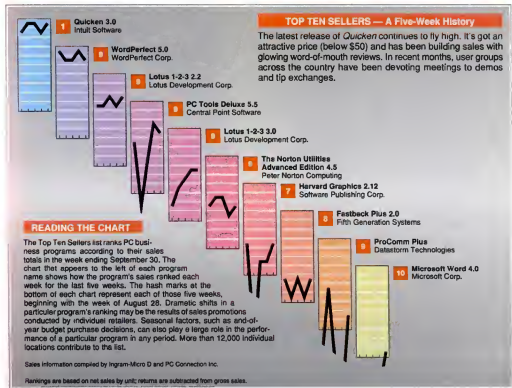 TOP TEN SELLERS — A Five-Week History
The latest release of Quicken continues to fly high. It's got an
attractive price (below $50) and has been building sales with
glowing word-of-mouth reviews. In recent months, user groups
across the country have been devoting meetings to demos
and tip exchanges.
1 Quicken 3.0
Intuit Software
WordPerfect 5.0
WordPerfect Corp.
Lotus 1-2-3 2.2
Lotus Development Corp.
PC Tools Deluxe 5.5
Central Point Software
Lotus 1-2-3 3.0
Lotus Development Corp.
The Norton Utilities
Advanced Edition 4.5
Peter Norton Computing
7 Harvard Graphics 2.12
Software Publishing Corp.
8 Fastback Plus 2.0
Fifth Generation Systems
9 ProComm Plus
Datastorm Technologies
10 Microsoft Word 4.0
Microsoft Corp.
READING THE CHART
The Top Ten Sellers list ranks PC busi-
ness programs according to their sales
totals in the week ending September 30. The
chart that appears to the left of each program
name shows how the program's sales ranked each
week for the last five weeks. The hash marks at the
bottom of each chart represent each of those five weeks,
beginning with the week of August 28. Dramatic shifts in a
particular program's ranking may be the results of sales promotions
conducted by individual retailers. Seasonal factors, such as end-of-
year budget purchase decisions, can also play a large role in the perfor-
mance of a particular program in any period. More than 12,000 individual
locations contribute to the list.
Sales information compiled by Ingram-Micro D and PC Connection Inc.
Rankings are based on net sales by unit; returns are subtracted from gross sales.